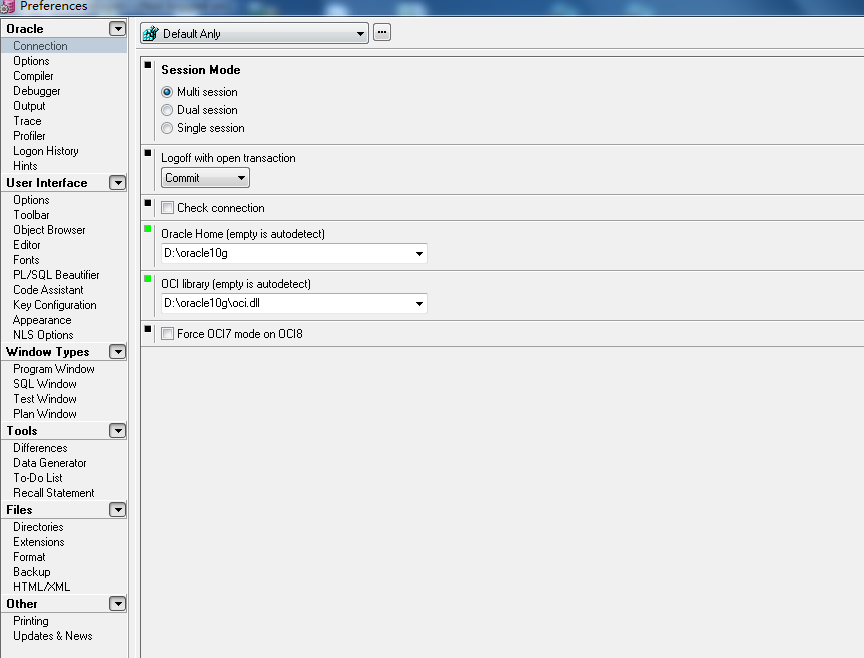 Preferences
Oracle
Connection
Options
Compiler
Debugger
Output
Trace
Profiler
Logon History
Hints
User Interface
Options
Toolbar
Object Browser
Editor
Fonts
PL/SQL Beautifier
Code Assistant
Key Configuration
Appearance
NLS Options
Window Types
Program Window
SQL Window
Test Window
Plan Window
Tools
Differences
Data Generator
To-Do List
Recall Statement
Files
Directories
Extensions
Format
Backup
HTML/XML
Other
Printing
Updates & News
Default Anly
Session Mode
Multi session
Dual session
Single session
Logoff with open transaction
Commit
Check connection
Oracle Home (empty is autodetect)
D:\oracle10g
OCI library (empty is autodetect)
D:\oracle10g\oci.dll
Force OCI7 mode on OCI8